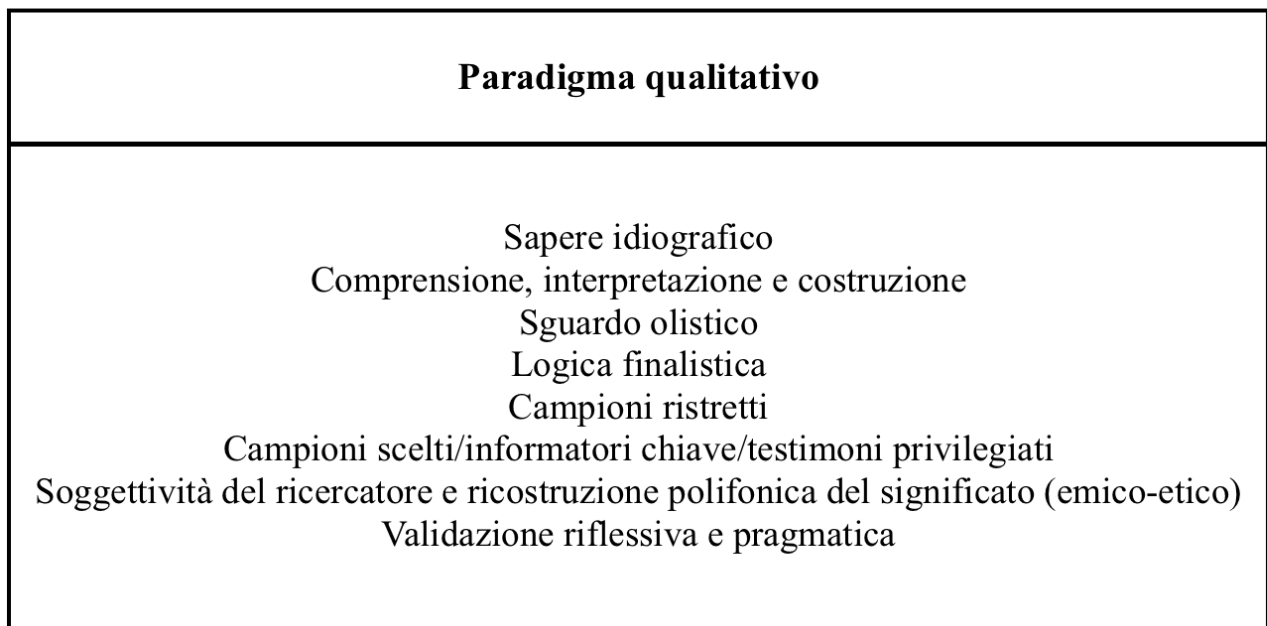 Paradigma qualitativo
Sapere idiografico
Comprensione, interpretazione e costruzione
Sguardo olistico
Logica finalistica
Campioni ristretti
Campioni scelti/informatori chiave/testimoni privilegiati
Soggettività del ricercatore e ricostruzione polifonica del significato (emico-etico)
Validazione riflessiva e pragmatica